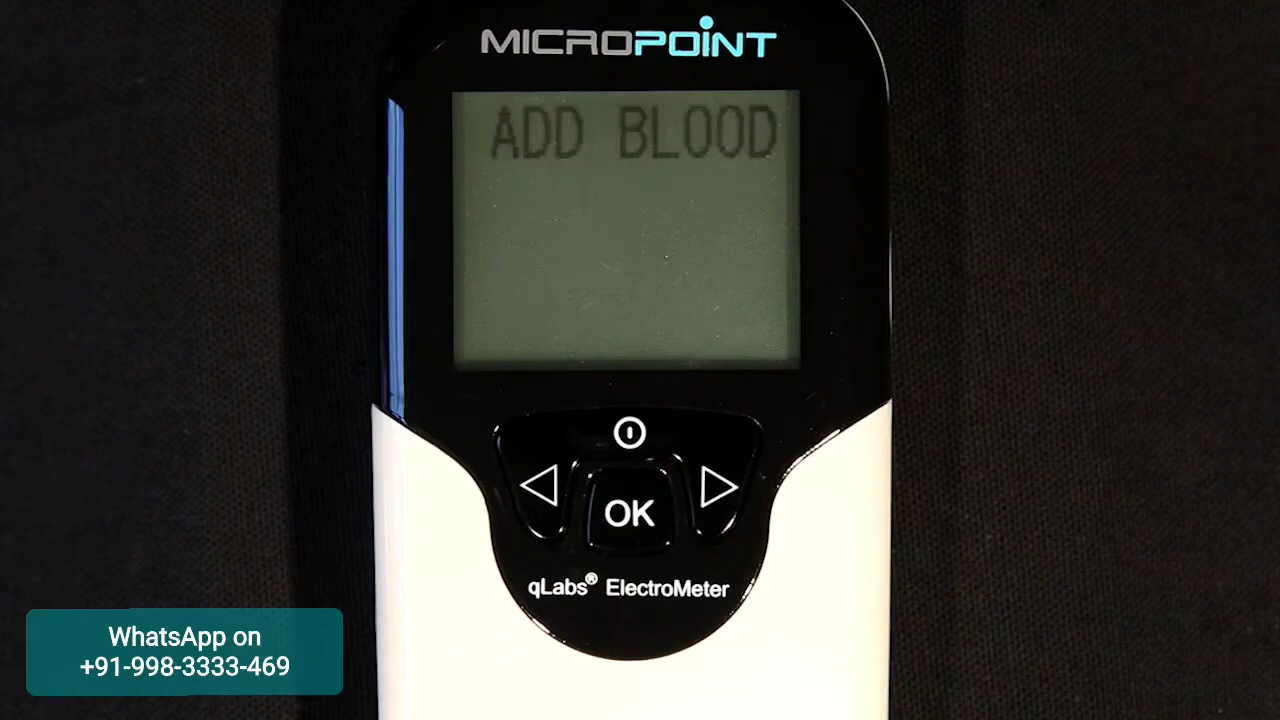 MICROPOINT
ADD BLOOD
OK
qLabs® ElectroMeter
WhatsApp on
+91-998-3333-469